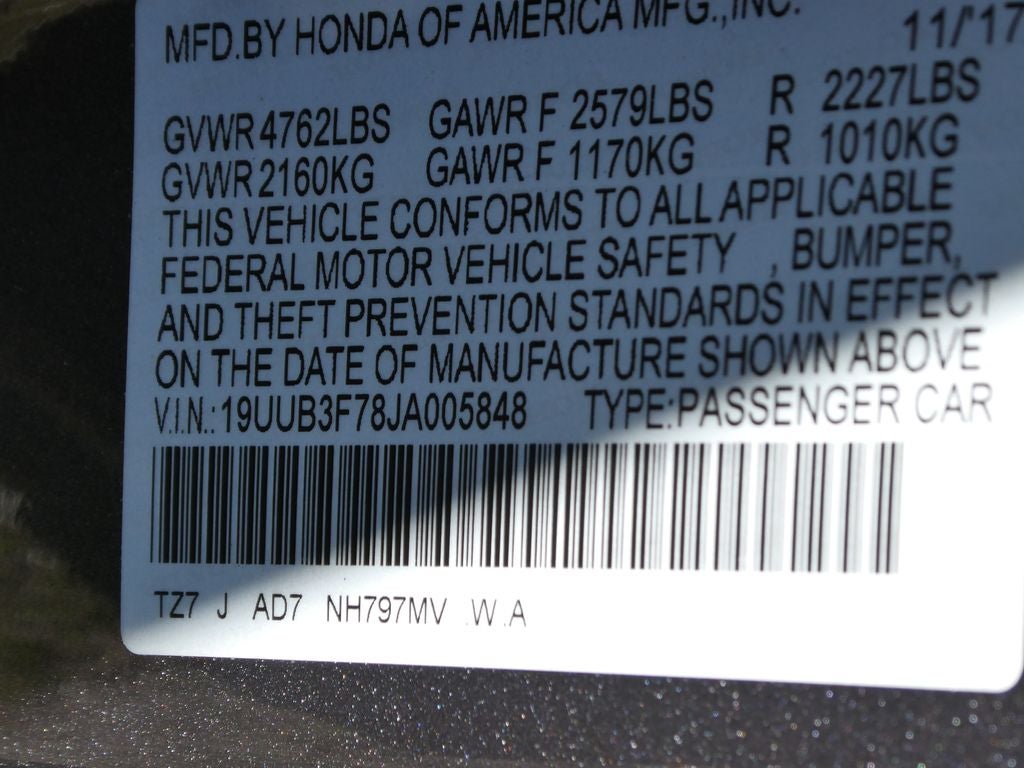 MFD.BY HONDA OF AMERICA MFG.,INC. 11/'17
GVWR 4762LBS GAWR F 2579LBS R 2227LBS
GVWR 2160KG GAWR F 1170KG R 1010KG
THIS VEHICLE CONFORMS TO ALL APPLICABLE
FEDERAL MOTOR VEHICLE SAFETY , BUMPER,
AND THEFT PREVENTION STANDARDS IN EFFECT
ON THE DATE OF MANUFACTURE SHOWN ABOVE
V.I.N.: 19UUB3F78JA005848 TYPE:PASSENGER CAR
TZ7 J AD7 NH797MV .W.A